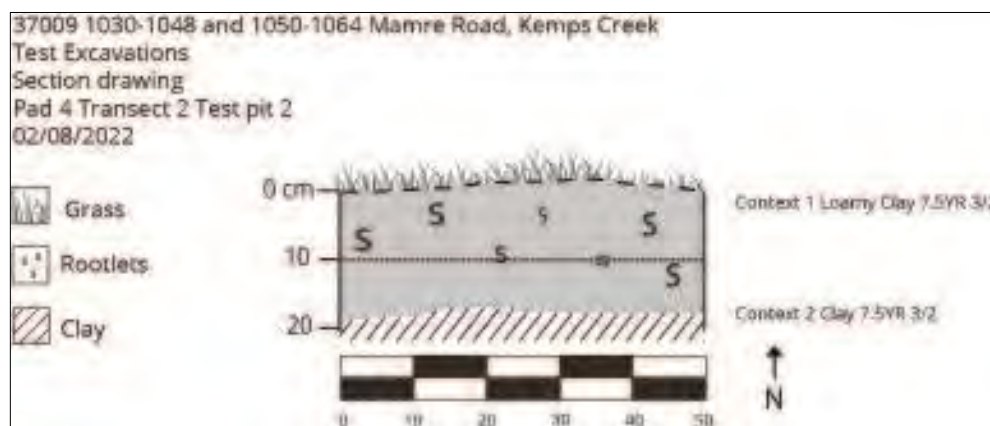 37009 1030-1048 and 1050-1064 Mamre Road, Kemps Creek
Test Excavations
Section drawing
Pad 4 Transect 2 Test pit 2
02/08/2022
Grass
Rootlets
Clay
0 cm
10
20
S S S S S S
Context 1 Loamy Clay 7.5YR 3/2
Context 2 Clay 7.5YR 3/2
N
0 10 20 30 40 50